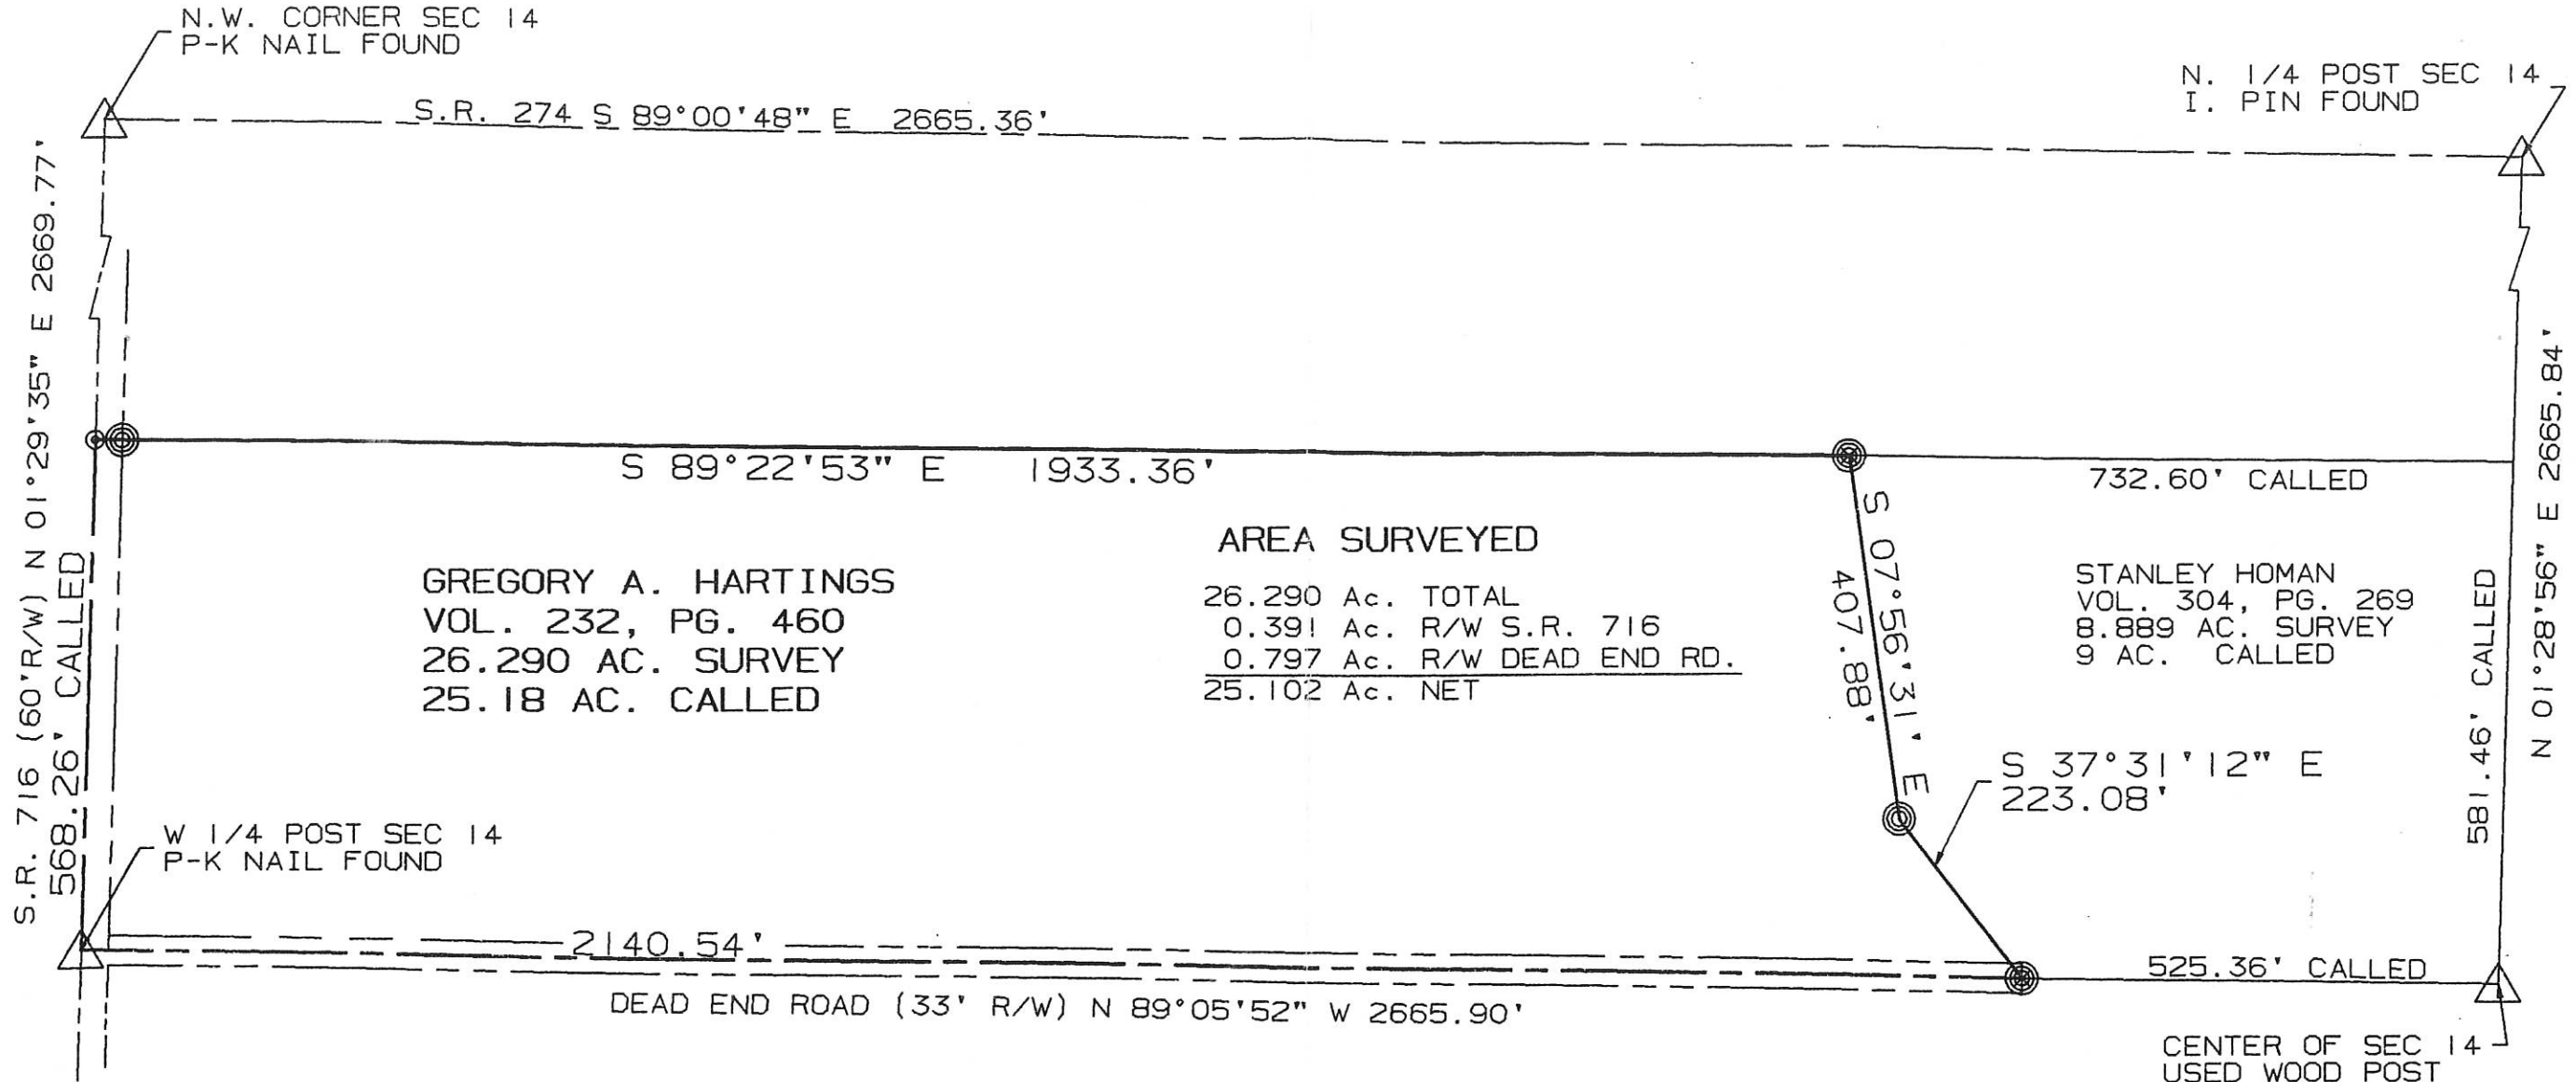 N.W. CORNER SEC 14
P-K NAIL FOUND
N. 1/4 POST SEC 14
I. PIN FOUND
S.R. 274 S 89°00'48" E 2665.36'
S.R. 716 (60'R/W) N 01°29'35" E 2669.77'
568.26' CALLED
S 89°22'53" E 1933.36'
732.60' CALLED
N 01°28'56" E 2665.84'
581.46' CALLED
S 07°56'31' E
407.88'
GREGORY A. HARTINGS
VOL. 232, PG. 460
26.290 AC. SURVEY
25.18 AC. CALLED
AREA SURVEYED
26.290 Ac. TOTAL
0.391 Ac. R/W S.R. 716
0.797 Ac. R/W DEAD END RD.
25.102 Ac. NET
STANLEY HOMAN
VOL. 304, PG. 269
8.889 AC. SURVEY
9 AC. CALLED
S 37°31'12" E
223.08'
W 1/4 POST SEC 14
P-K NAIL FOUND
2140.54'
525.36' CALLED
DEAD END ROAD (33' R/W) N 89°05'52" W 2665.90'
CENTER OF SEC 14
USED WOOD POST